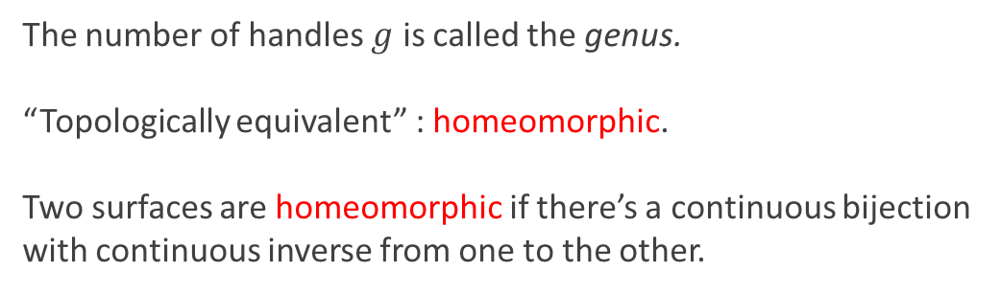 The number of handles g is called the genus.
“Topologically equivalent” : homeomorphic.
Two surfaces are homeomorphic if there’s a continuous bijection
with continuous inverse from one to the other.